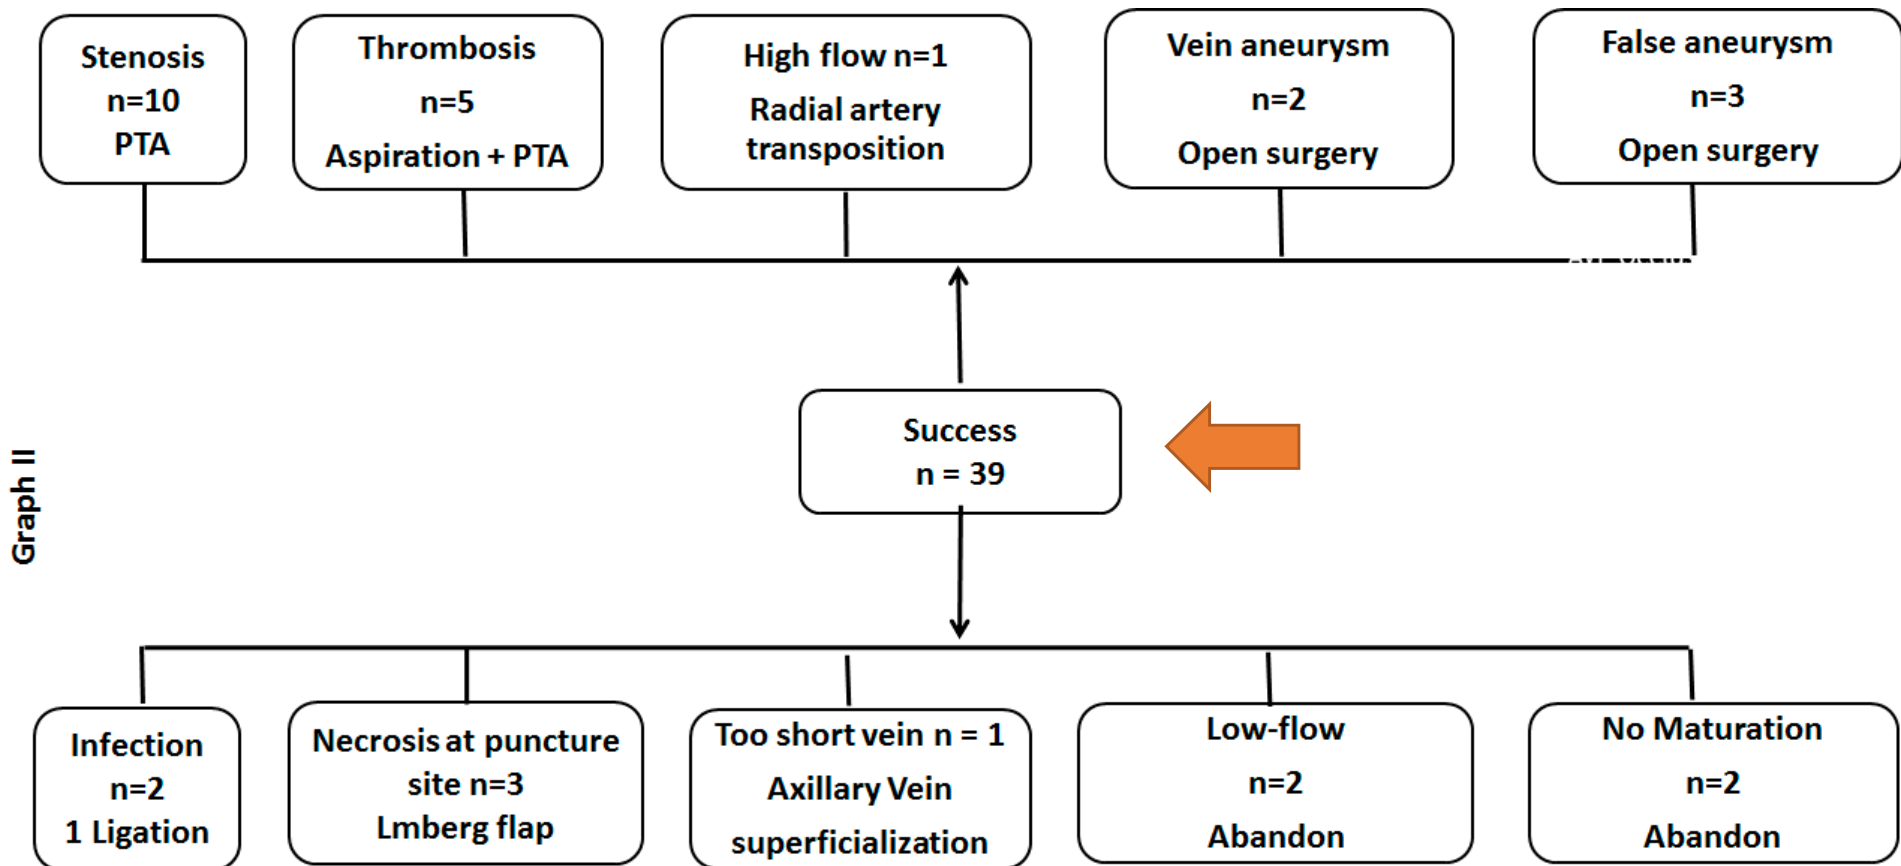 Stenosis
n=10
PTA
Thrombosis
n=5
Aspiration + PTA
High flow n=1
Radial artery
transposition
Vein aneurysm
n=2
Open surgery
False aneurysm
n=3
Open surgery
Success
n = 39
Graph II
Infection
n=2
1 Ligation
Necrosis at puncture
site n=3
Lmberg flap
Too short vein n = 1
Axillary Vein
superficialization
Low-flow
n=2
Abandon
No Maturation
n=2
Abandon